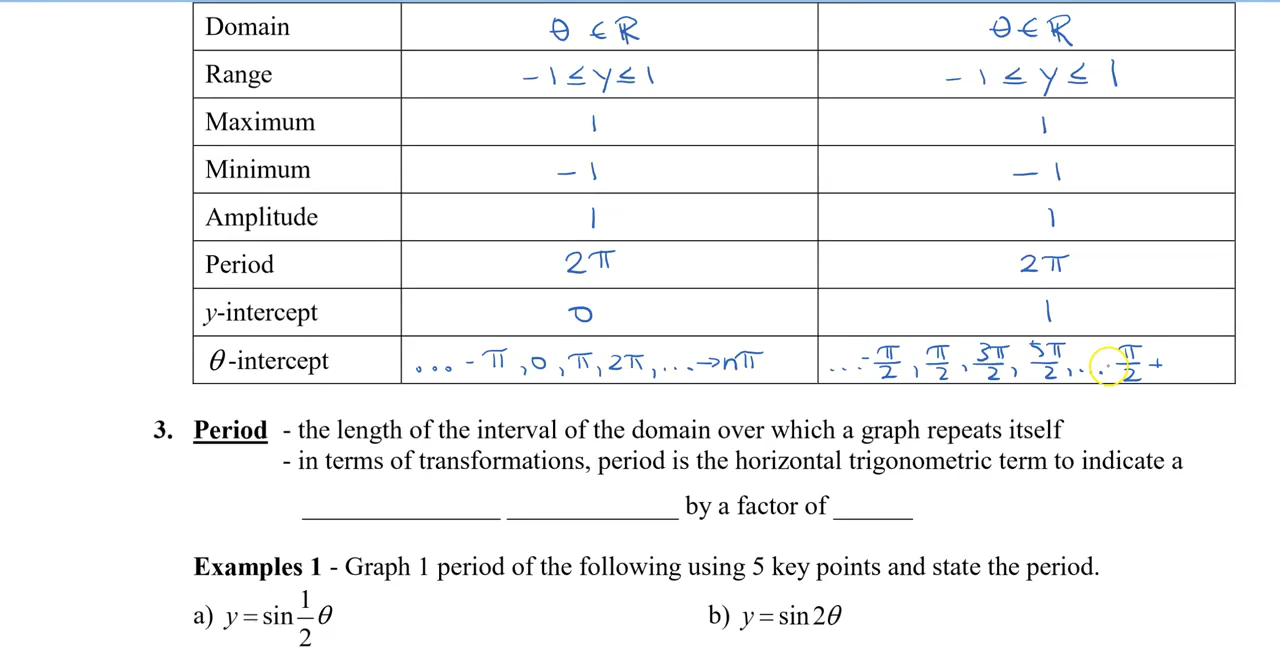 Domain θ ∈ ℝ θ ∈ ℝ
Range -1 ≤ y ≤ 1 -1 ≤ y ≤ 1
Maximum 1 1
Minimum -1 -1
Amplitude 1 1
Period 2π 2π
y-intercept 0 1
θ-intercept ... -π, 0, π, 2π, ... → nπ ... -π/2, π/2, 3π/2, 5π/2, ... π/2 +
3. Period - the length of the interval of the domain over which a graph repeats itself
- in terms of transformations, period is the horizontal trigonometric term to indicate a
____________ ____________ by a factor of ______
Examples 1 - Graph 1 period of the following using 5 key points and state the period.
a) y = sin 1/2 θ b) y = sin 2θ